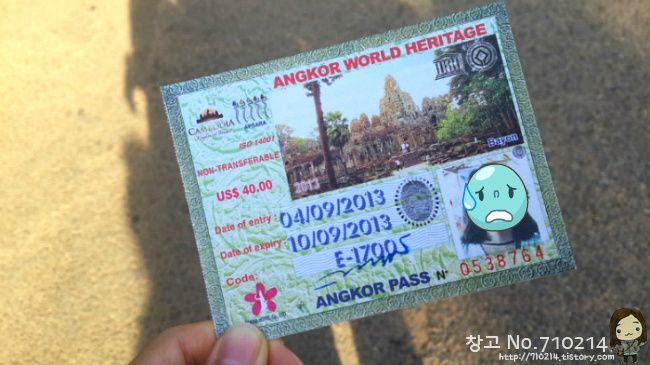 ANGKOR WORLD HERITAGE
CAMBODIA
APSARA
ISO 14001
NON-TRANSFERABLE
US$ 40.00
2013
Bayon
Date of entry : 04/09/2013
Date of expiry : 10/09/2013
E-17005
Code:
ANGKOR PASS N° 0538764
창고 No.710214
http://710214.tistory.com